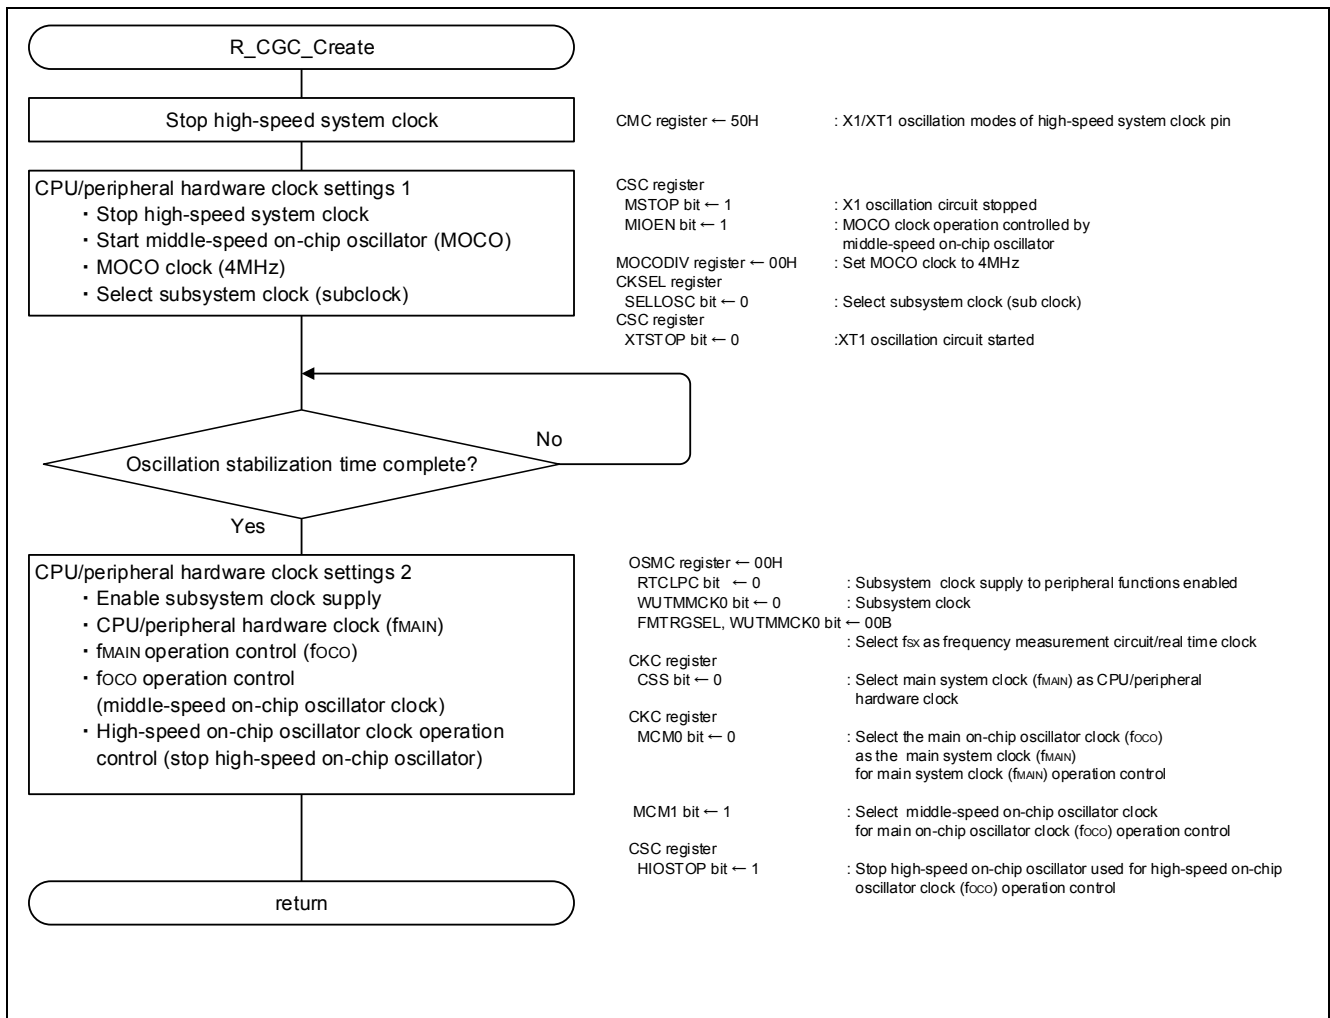 R_CGC_Create
Stop high-speed system clock
CMC register ← 50H : X1/XT1 oscillation modes of high-speed system clock pin
CPU/peripheral hardware clock settings 1
・Stop high-speed system clock
・Start middle-speed on-chip oscillator (MOCO)
・MOCO clock (4MHz)
・Select subsystem clock (subclock)
CSC register
MSTOP bit ← 1 : X1 oscillation circuit stopped
MIOEN bit ← 1 : MOCO clock operation controlled by
middle-speed on-chip oscillator
MOCODIV register ← 00H : Set MOCO clock to 4MHz
CKSEL register
SELLOSC bit ← 0 : Select subsystem clock (sub clock)
CSC register
XTSTOP bit ← 0 :XT1 oscillation circuit started
No
Oscillation stabilization time complete?
Yes
CPU/peripheral hardware clock settings 2
・Enable subsystem clock supply
・CPU/peripheral hardware clock (fMAIN)
・fMAIN operation control (fOCO)
・fOCO operation control
(middle-speed on-chip oscillator clock)
・High-speed on-chip oscillator clock operation
control (stop high-speed on-chip oscillator)
OSMC register ← 00H
RTCLPC bit ← 0 : Subsystem clock supply to peripheral functions enabled
WUTMMCK0 bit ← 0 : Subsystem clock
FMTRGSEL, WUTMMCK0 bit ← 00B
: Select fSX as frequency measurement circuit/real time clock
CKC register
CSS bit ← 0 : Select main system clock (fMAIN) as CPU/peripheral
hardware clock
CKC register
MCM0 bit ← 0 : Select the main on-chip oscillator clock (fOCO)
as the main system clock (fMAIN)
for main system clock (fMAIN) operation control
MCM1 bit ← 1 : Select middle-speed on-chip oscillator clock
for main on-chip oscillator clock (fOCO) operation control
CSC register
HIOSTOP bit ← 1 : Stop high-speed on-chip oscillator used for high-speed on-chip
oscillator clock (fOCO) operation control
return